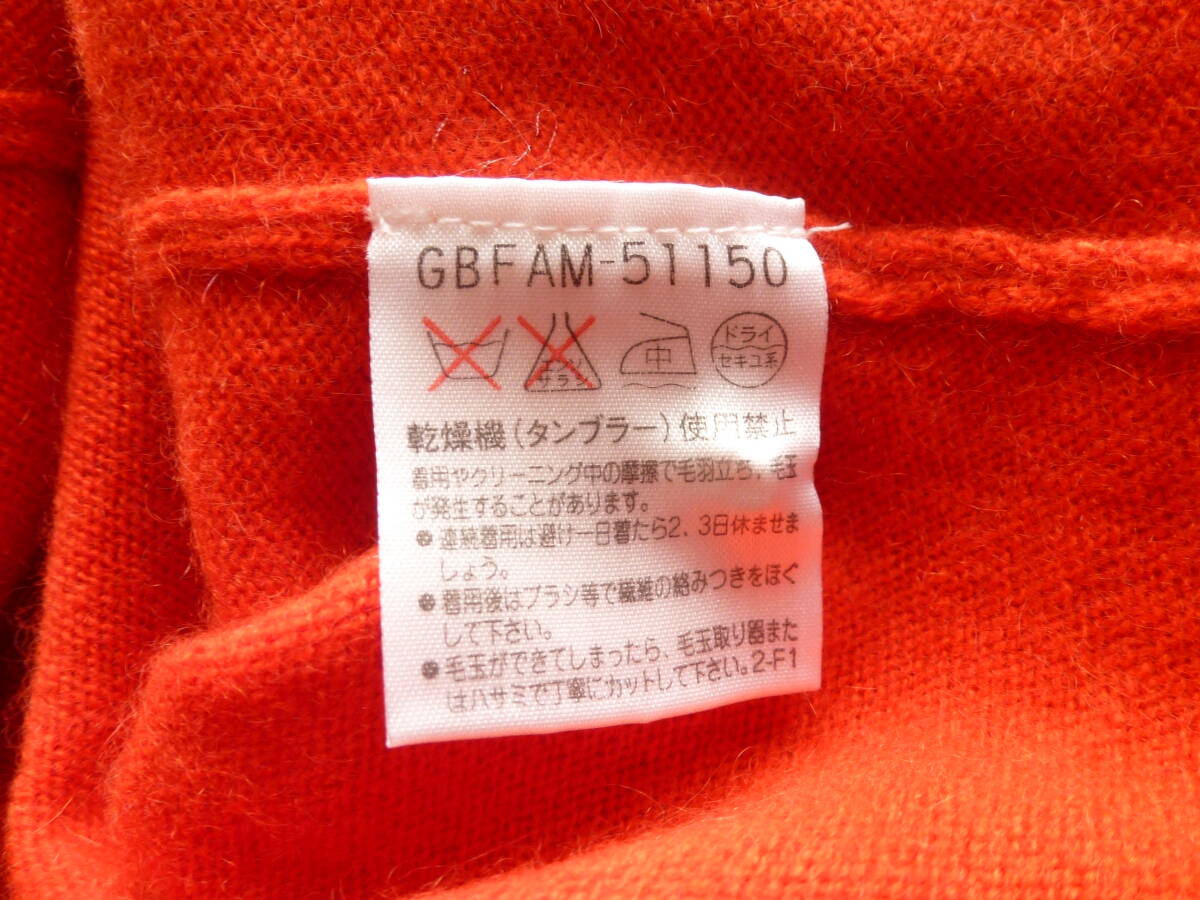 GBFAM-51150
エンソサラシ
中
ドライ
セキユ系
乾燥機(タンブラー)使用禁止
着用やクリーニング中の摩擦で毛羽立ち、毛玉
が発生することがあります。
● 連続着用は避け一日着たら2、3日休ませま
しょう。
● 着用後はブラシ等で繊維の絡みつきをほぐ
して下さい。
● 毛玉ができてしまったら、毛玉取り器また
はハサミで丁寧にカットして下さい。2-F1